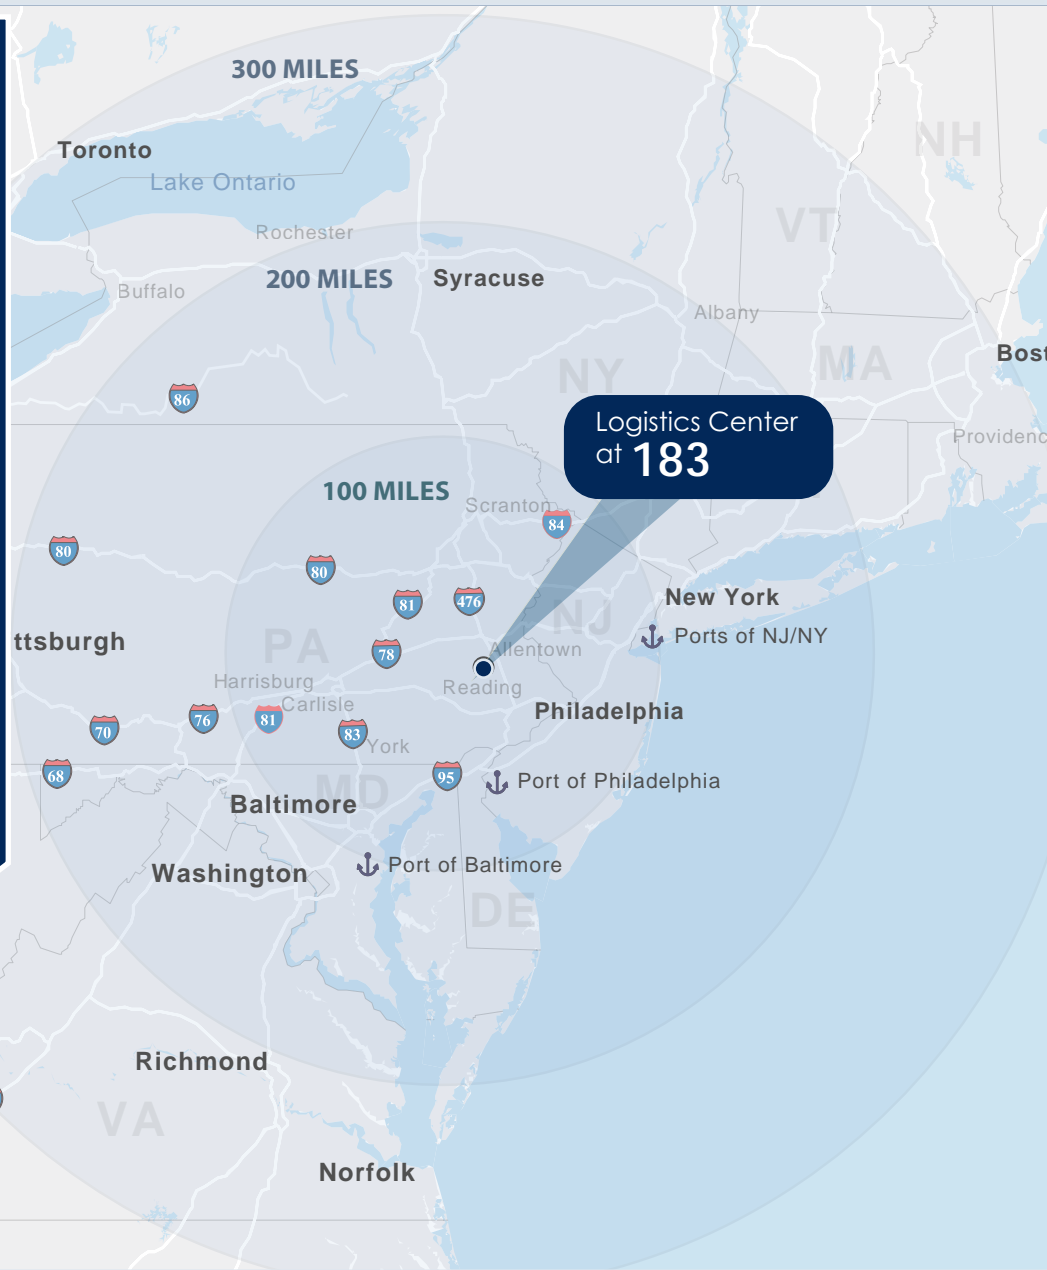 300 MILES
Toronto
NH
Lake Ontario
VT
Rochester
200 MILES
Syracuse
Buffalo
Albany
Bost
MA
NY
86
Logistics Center
at 183
Providenc
100 MILES
Scranton
84
80
80
81
476
New York
NJ
Ports of NJ/NY
ttsburgh
PA
78
Allentown
Harrisburg
Reading
Carlisle
Philadelphia
76
81
70
83
York
68
95
Port of Philadelphia
MD
Baltimore
Port of Baltimore
Washington
DE
Richmond
VA
Norfolk